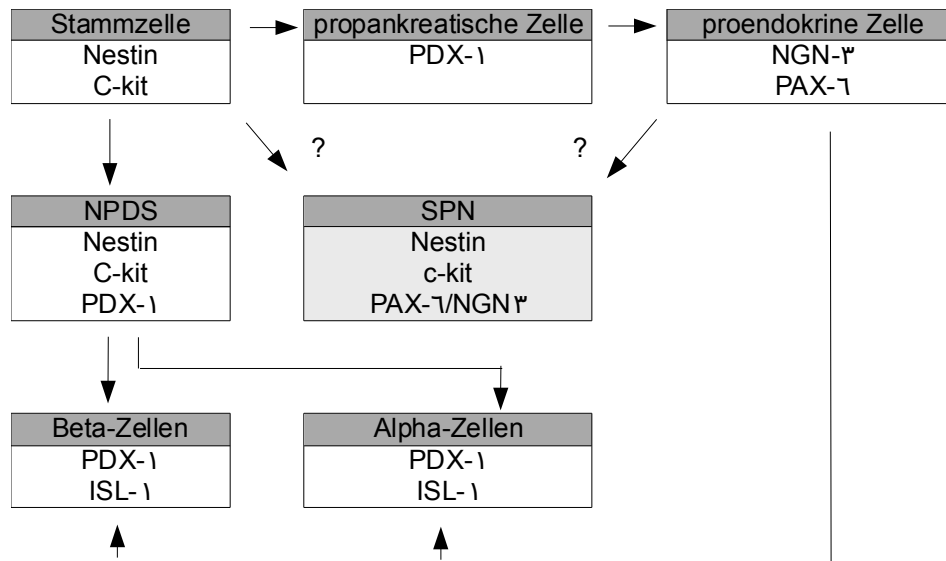 Stammzelle
Nestin
C-kit
propankreatische Zelle
PDX-١
proendokrine Zelle
NGN-٣
PAX-٦
?
?
NPDS
Nestin
C-kit
PDX-١
SPN
Nestin
c-kit
PAX-٦/NGN٣
Beta-Zellen
PDX-١
ISL-١
Alpha-Zellen
PDX-١
ISL-١